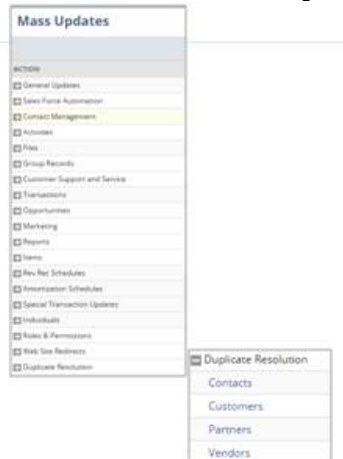 Mass Updates
ACTION
General Updates
Sales Force Automation
Contact Management
Activities
Files
Group Records
Customer Support and Service
Transactions
Opportunities
Marketing
Reports
Items
Rev Rec Schedules
Amortization Schedules
Special Transaction Updates
Individuals
Roles & Permissions
Web Site Redirects
Duplicate Resolution
Duplicate Resolution
Contacts
Customers
Partners
Vendors